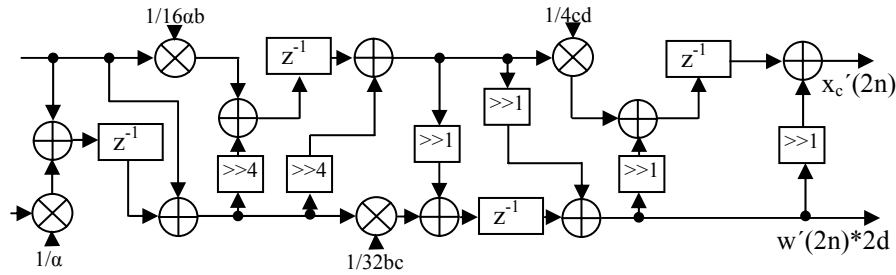 1/16αb
1/4cd
z⁻¹
z⁻¹
x_c´(2n)
>>1
z⁻¹
>>1
>>4
>>4
>>1
>>1
z⁻¹
1/α
1/32bc
w´(2n)*2d